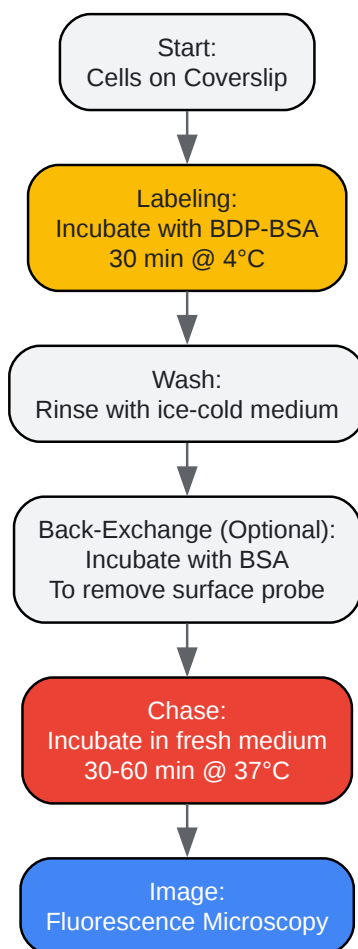 Start:
Cells on Coverslip
Labeling:
Incubate with BDP-BSA
30 min @ 4°C
Wash:
Rinse with ice-cold medium
Back-Exchange (Optional):
Incubate with BSA
To remove surface probe
Chase:
Incubate in fresh medium
30-60 min @ 37°C
Image:
Fluorescence Microscopy